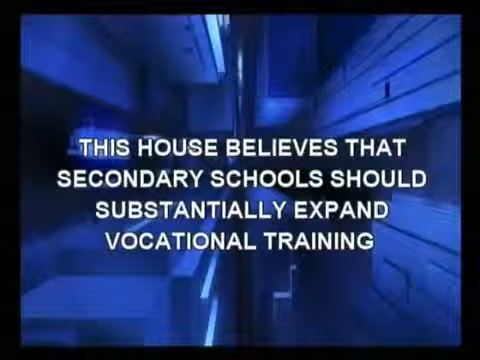 THIS HOUSE BELIEVES THAT
SECONDARY SCHOOLS SHOULD
SUBSTANTIALLY EXPAND
VOCATIONAL TRAINING